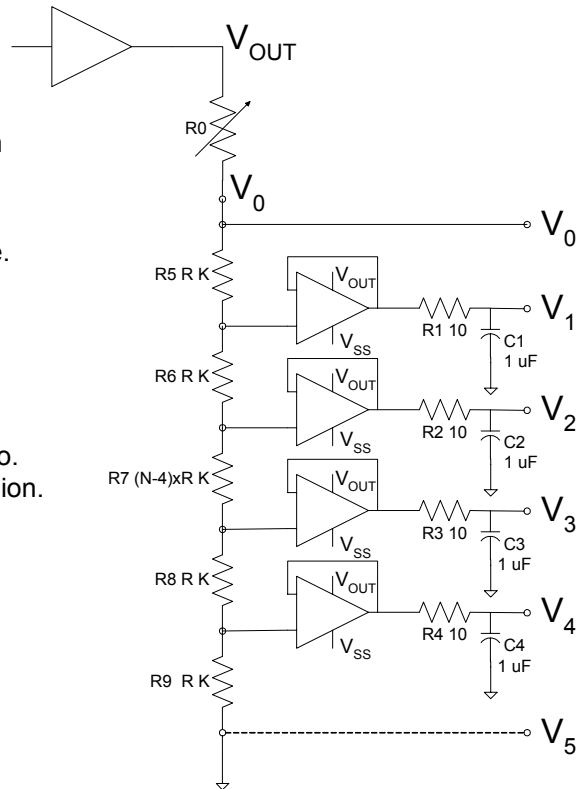 VOUT
R0
n
V0
V0
e.
R5 R K
VOUT
V1
R1 10
VSS
C1
1 uF
R6 R K
VOUT
V2
R2 10
VSS
C2
1 uF
o.
R7 (N-4)xR K
ion.
VOUT
V3
R3 10
VSS
C3
1 uF
R8 R K
VOUT
V4
R4 10
VSS
C4
1 uF
R9 R K
V5